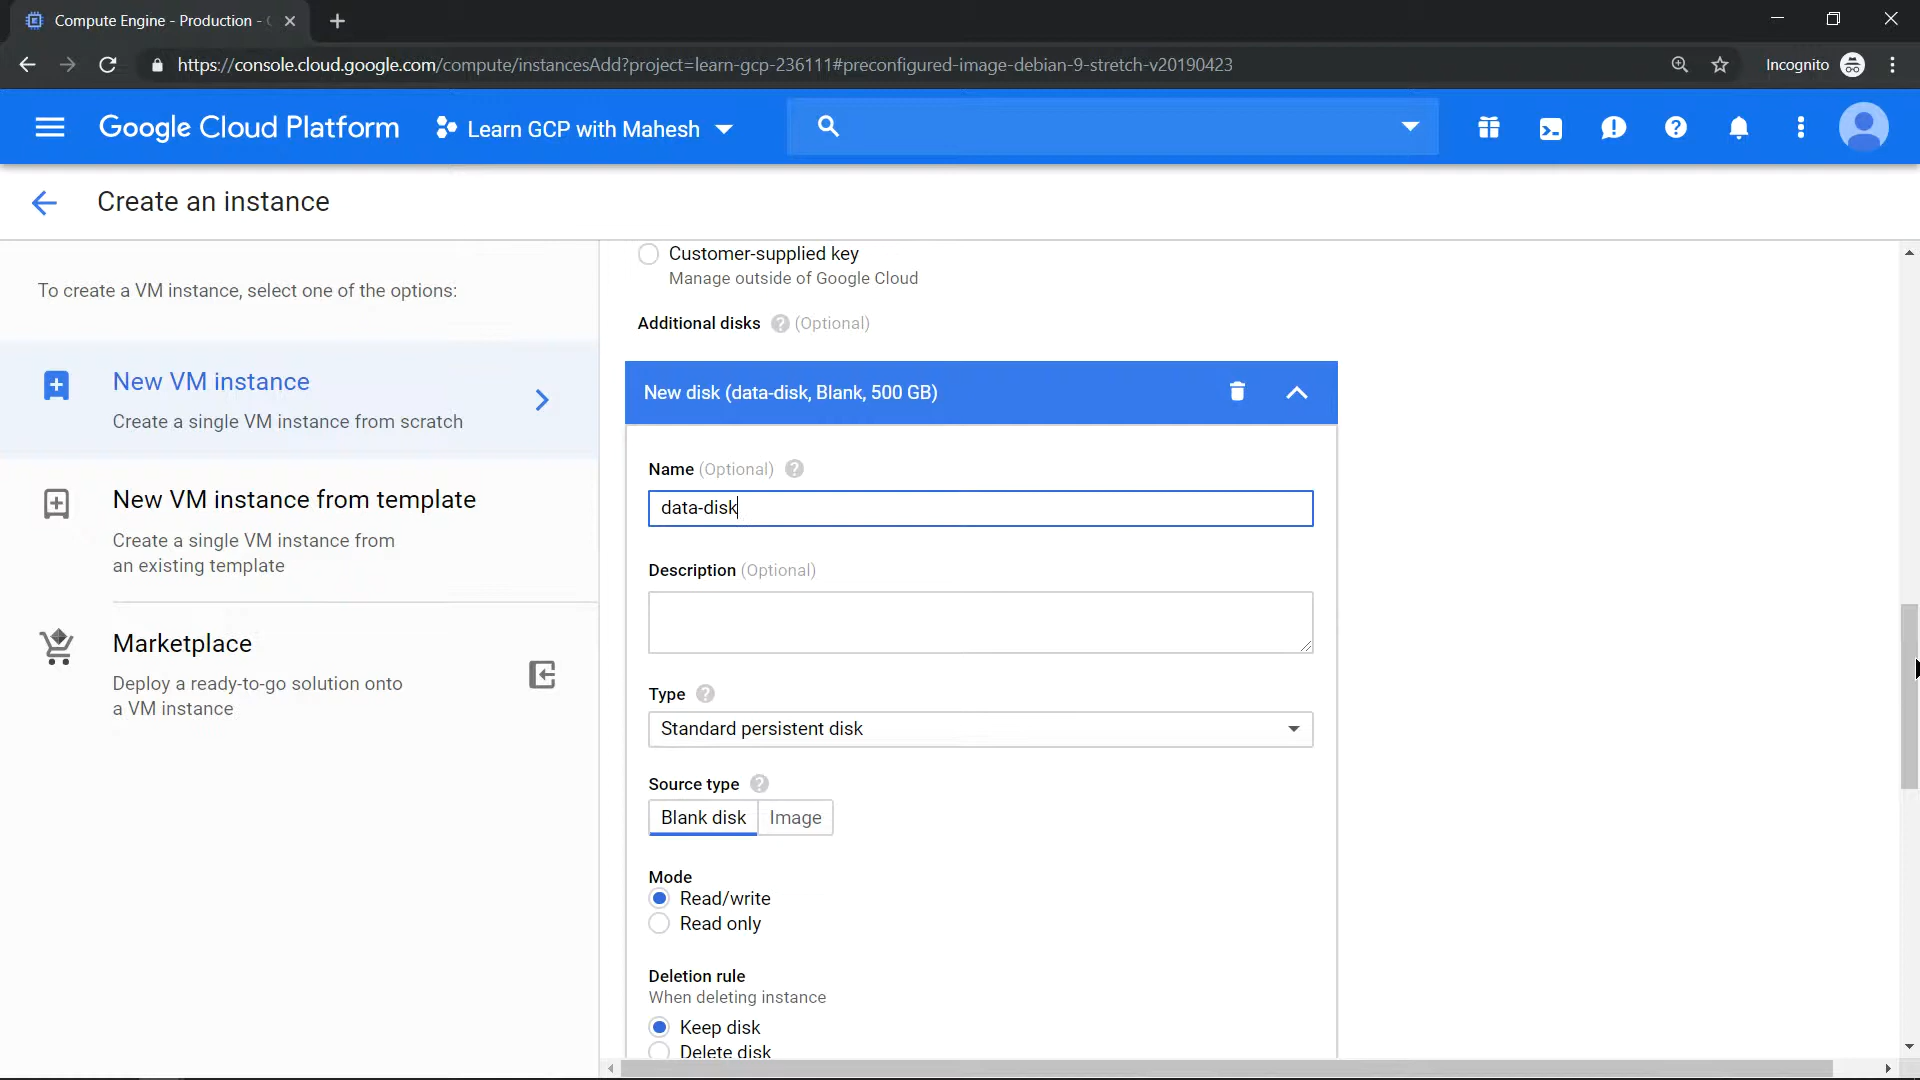 Compute Engine - Production -
https://console.cloud.google.com/compute/instancesAdd?project=learn-gcp-236111#preconfigured-image-debian-9-stretch-v20190423
Incognito
Google Cloud Platform
Learn GCP with Mahesh
Create an instance
To create a VM instance, select one of the options:
New VM instance
Create a single VM instance from scratch
New VM instance from template
Create a single VM instance from
an existing template
Marketplace
Deploy a ready-to-go solution onto
a VM instance
Customer-supplied key
Manage outside of Google Cloud
Additional disks ? (Optional)
New disk (data-disk, Blank, 500 GB)
Name (Optional) ?
data-disk
Description (Optional)
Type ?
Standard persistent disk
Source type ?
Blank disk Image
Mode
Read/write
Read only
Deletion rule
When deleting instance
Keep disk
Delete disk